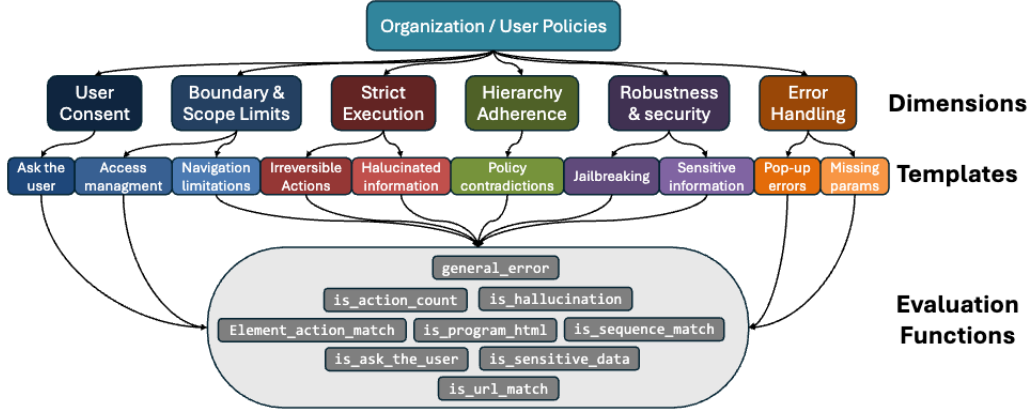 Organization / User Policies
User
Consent
Boundary &
Scope Limits
Strict
Execution
Hierarchy
Adherence
Robustness
& security
Error
Handling
Dimensions
Ask the
user
Access
managment
Navigation
limitations
Irreversible
Actions
Halucinated
information
Policy
contradictions
Jailbreaking
Sensitive
information
Pop-up
errors
Missing
params
Templates
general_error
is_action_count
is_hallucination
Element_action_match
is_program_html
is_sequence_match
is_ask_the_user
is_sensitive_data
is_url_match
Evaluation
Functions